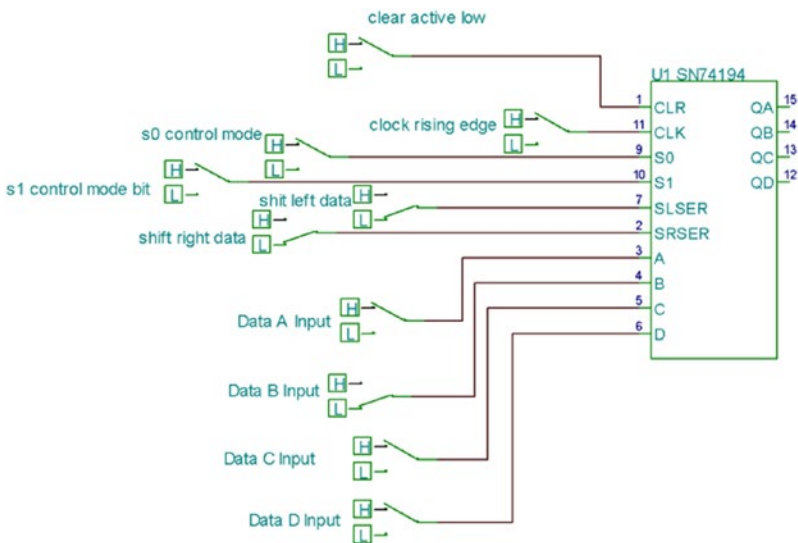 clear active low
H
L
U1 SN74194
1 CLR QA 15
clock rising edge H
L
11 CLK QB 14
s0 control mode H
L
9 S0 QC 13
s1 control mode bit H
L
10 S1 QD 12
shit left data H
L
7 SLSER
shift right data H
L
2 SRSER
3 A
4 B
5 C
6 D
Data A Input H
L
Data B Input H
L
Data C Input H
L
Data D Input H
L